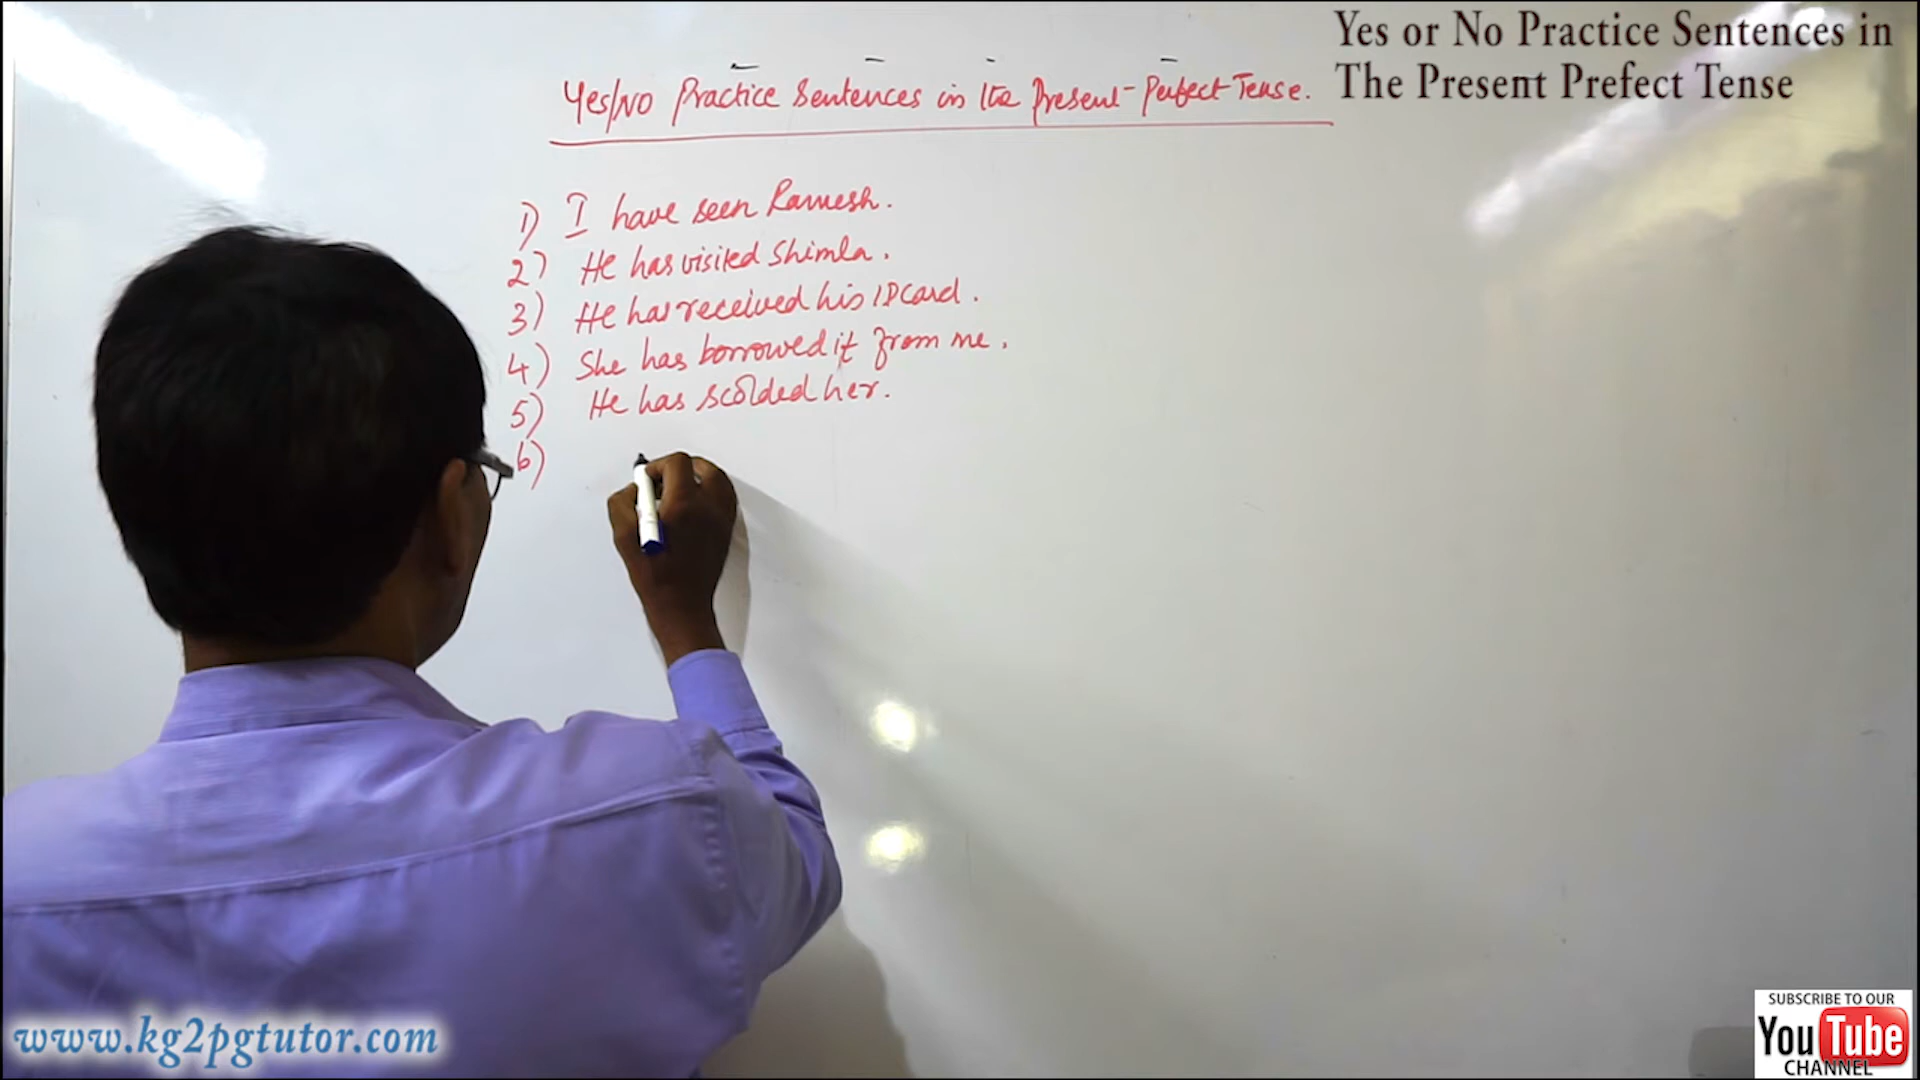 Yes or No Practice Sentences in
The Present Prefect Tense
Yes/No Practice Sentences in the Present-Perfect Tense.
1) I have seen Ramesh.
2) He has visited Shimla.
3) He has received his ID card.
4) She has borrowed it from me.
5) He has scolded her.
6)
www.kg2pgtutor.com
SUBSCRIBE TO OUR
YouTube
CHANNEL